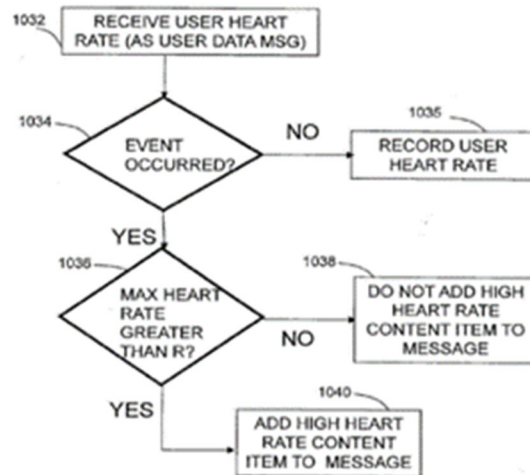 1032
RECEIVE USER HEART
RATE (AS USER DATA MSG)
1034
EVENT
OCCURRED?
NO
1035
RECORD USER
HEART RATE
YES
1036
MAX HEART
RATE
GREATER
THAN R?
NO
1038
DO NOT ADD HIGH
HEART RATE
CONTENT ITEM TO
MESSAGE
YES
1040
ADD HIGH HEART
RATE CONTENT
ITEM TO MESSAGE